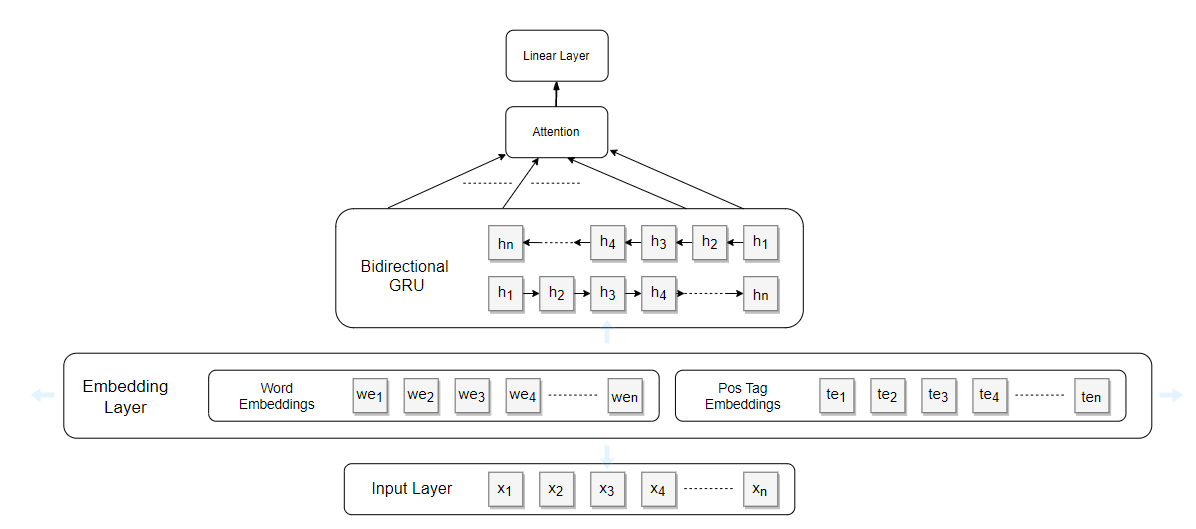 Linear Layer
Attention
hn h4 h3 h2 h1
Bidirectional
GRU
h1 h2 h3 h4 hn
Embedding
Layer
Word
Embeddings
we1 we2 we3 we4 wen
Pos Tag
Embeddings
te1 te2 te3 te4 ten
Input Layer x1 x2 x3 x4 xn